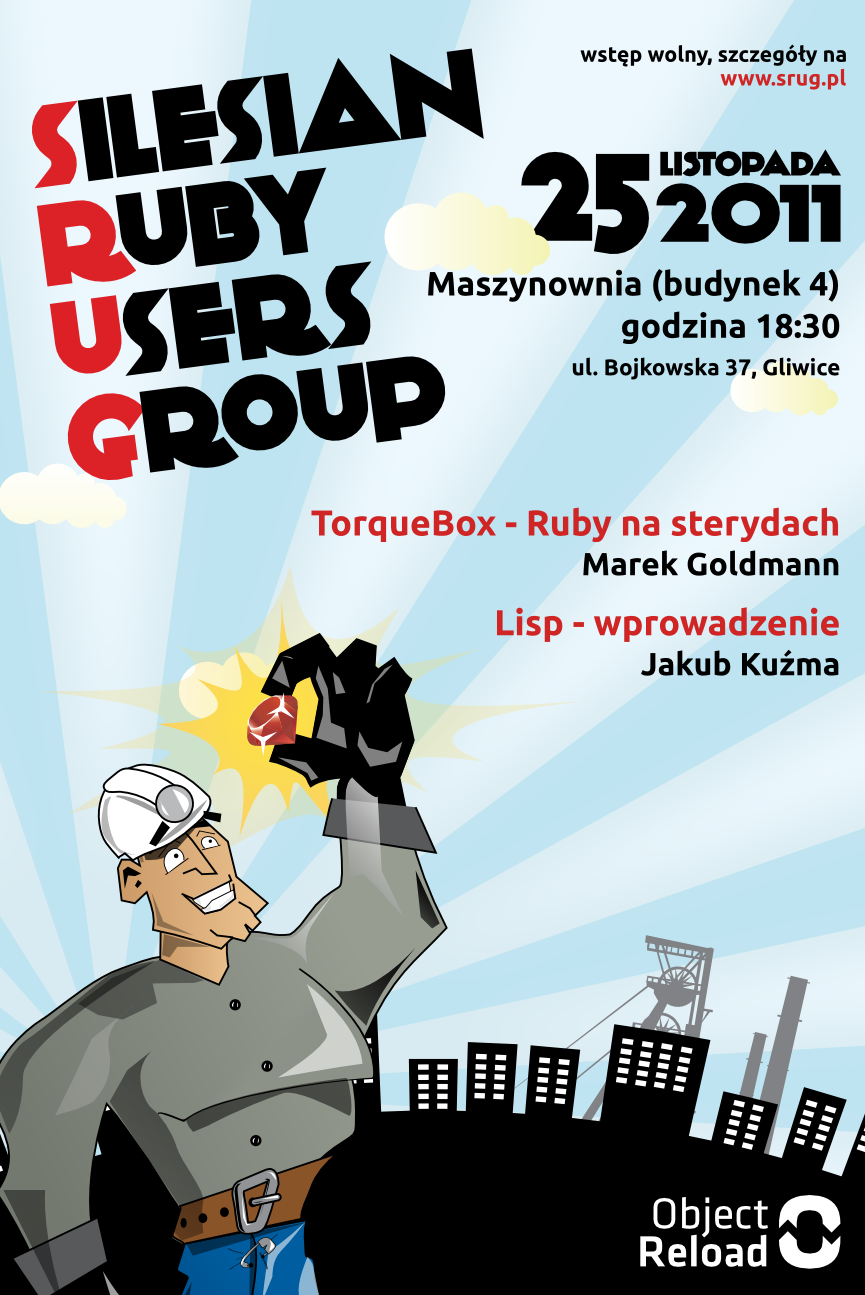 SILESIAN
RUBY
USERS
GROUP
wstęp wolny, szczegóły na
www.srug.pl
25 LISTOPADA
2011
Maszynownia (budynek 4)
godzina 18:30
ul. Bojkowska 37, Gliwice
TorqueBox - Ruby na sterydach
Marek Goldmann
Lisp - wprowadzenie
Jakub Kuźma
Object
Reload